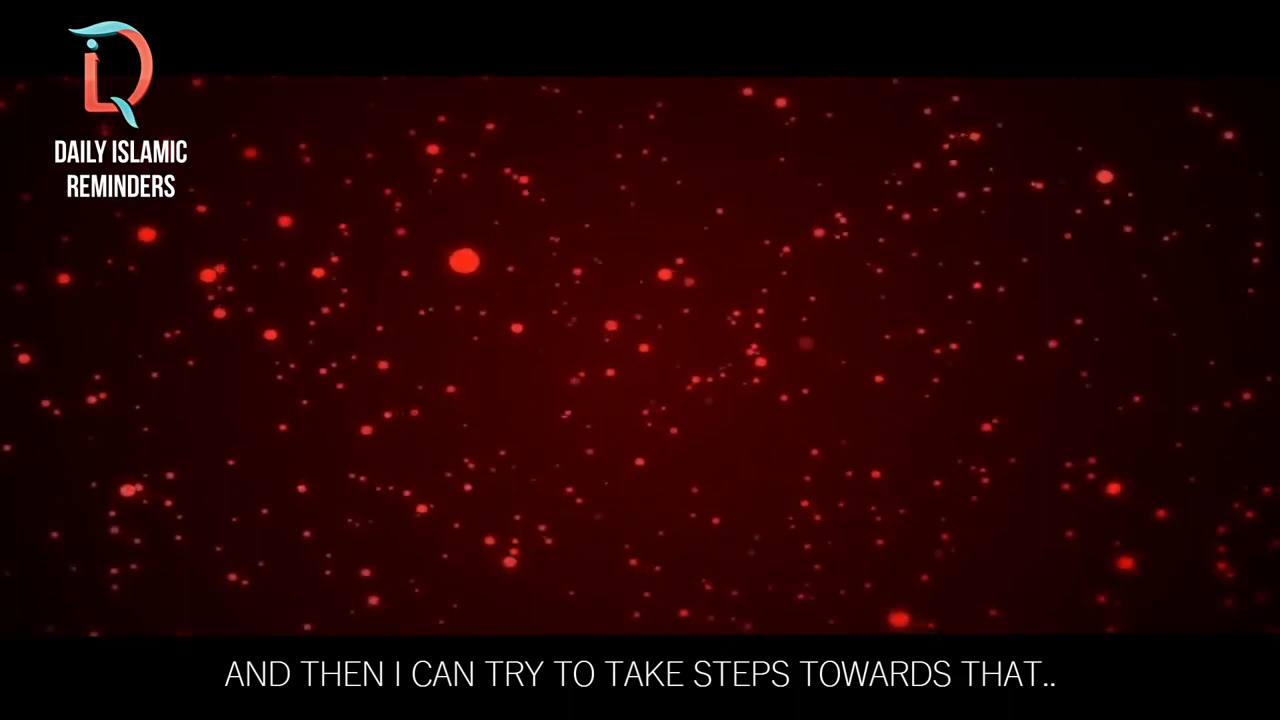 DAILY ISLAMIC
REMINDERS
AND THEN I CAN TRY TO TAKE STEPS TOWARDS THAT..